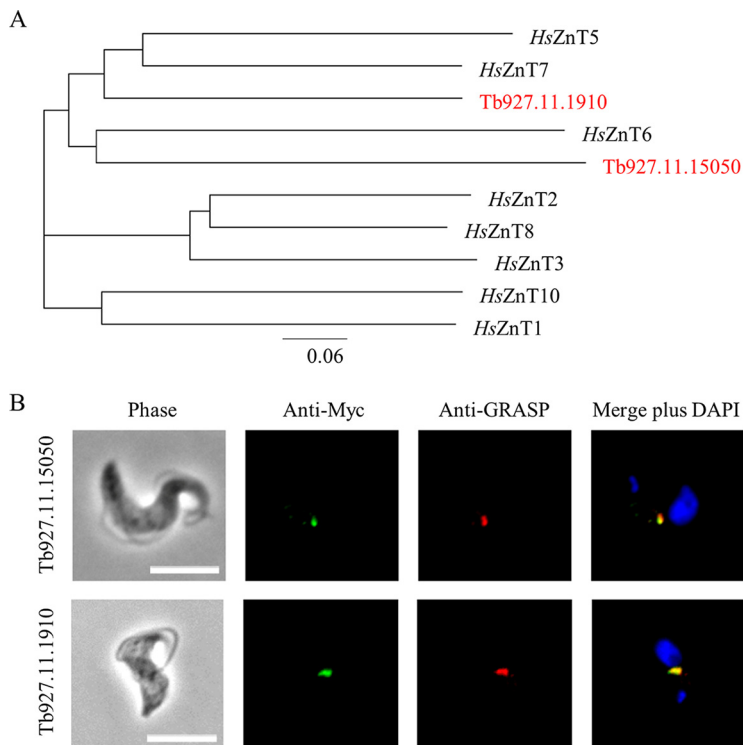 A
HsZnT5
HsZnT7
Tb927.11.1910
HsZnT6
Tb927.11.15050
HsZnT2
HsZnT8
HsZnT3
HsZnT10
HsZnT1
0.06
B
Phase Anti-Myc Anti-GRASP Merge plus DAPI
Tb927.11.15050
Tb927.11.1910